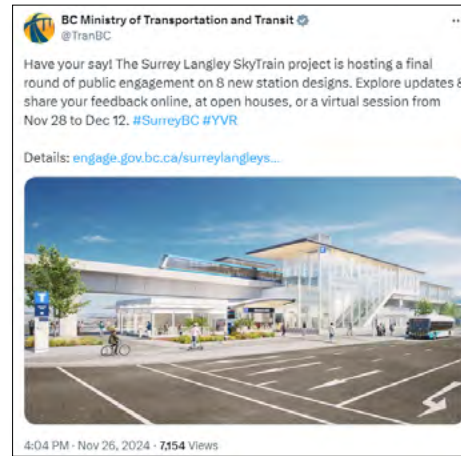 BC Ministry of Transportation and Transit
@TranBC
Have your say! The Surrey Langley SkyTrain project is hosting a final
round of public engagement on 8 new station designs. Explore updates &
share your feedback online, at open houses, or a virtual session from
Nov 28 to Dec 12. #SurreyBC #YVR
Details: engage.gov.bc.ca/surreylangleys...
T
4:04 PM · Nov 26, 2024 · 7,154 Views